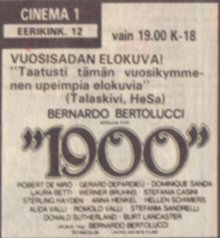 CINEMA 1
EERIKINK. 12
vain 19.00 K-18
VUOSISADAN ELOKUVA!
"Taatusti tämän vuosikymme-
nen upeimpia elokuvia"
(Talaskivi, HeSa)
BERNARDO BERTOLUCCI
"1900"
ROBERT DE NIRO · GERARD DEPARDIEU · DOMINIQUE SANDA
LAURA BETTI · WERNER BRUHNS · STEFANIA CASINI
STERLING HAYDEN · ANNA HENKEL · HELLEN SCHWIERS
ALIDA VALLI · ROMOLO VALLI · STEFANIA SANDRELLI
DONALD SUTHERLAND · BURT LANCASTER
BERNARDO BERTOLUCCI